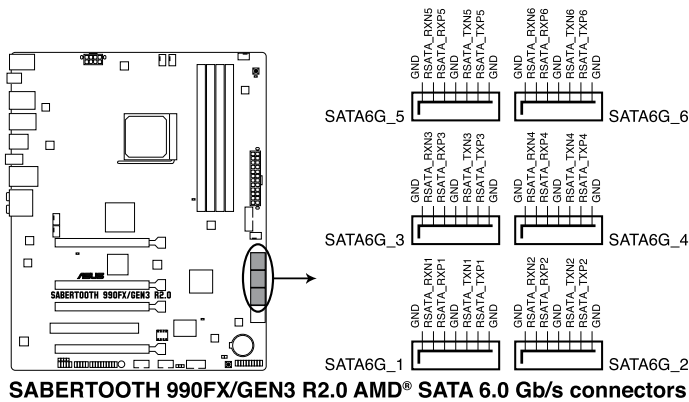 GND
RSATA_RXN5
RSATA_RXP5
GND
RSATA_TXN5
RSATA_TXP5
GND
SATA6G_5
GND
RSATA_RXN6
RSATA_RXP6
GND
RSATA_TXN6
RSATA_TXP6
GND
SATA6G_6
GND
RSATA_RXN3
RSATA_RXP3
GND
RSATA_TXN3
RSATA_TXP3
GND
SATA6G_3
GND
RSATA_RXN4
RSATA_RXP4
GND
RSATA_TXN4
RSATA_TXP4
GND
SATA6G_4
GND
RSATA_RXN1
RSATA_RXP1
GND
RSATA_TXN1
RSATA_TXP1
GND
SATA6G_1
GND
RSATA_RXN2
RSATA_RXP2
GND
RSATA_TXN2
RSATA_TXP2
GND
SATA6G_2
ASUS
SABERTOOTH 990FX/GEN3 R2.0
SABERTOOTH 990FX/GEN3 R2.0 AMD® SATA 6.0 Gb/s connectors